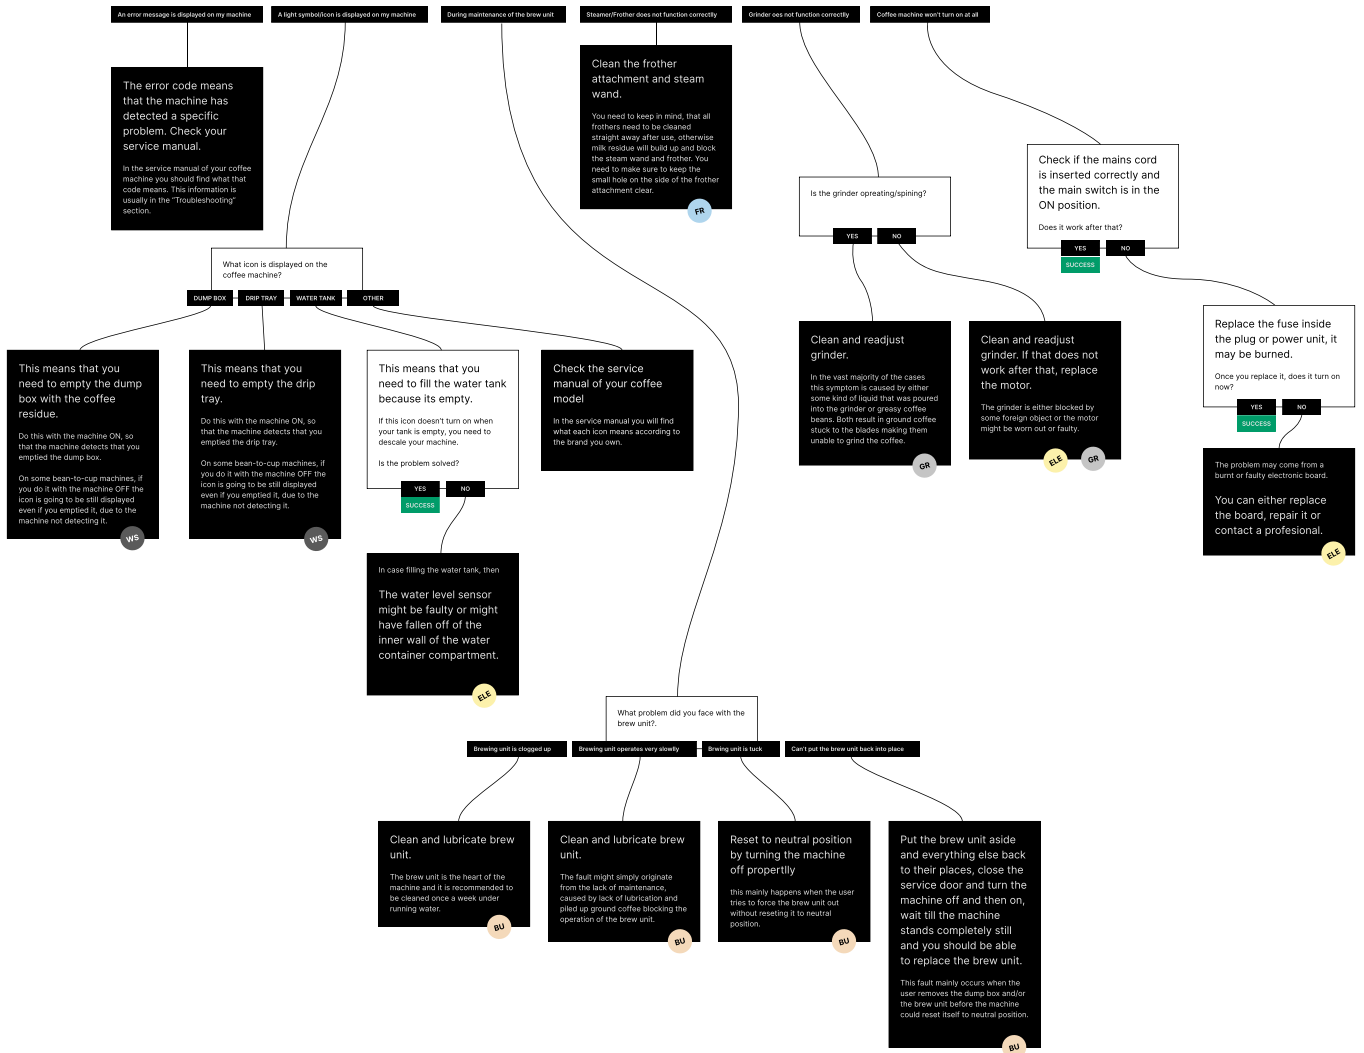 An error message is displayed on my machine
A light symbol/icon is displayed on my machine
During maintenance of the brew unit
Steamer/Frother does not function correctlly
Grinder oes not function correctlly
Coffee machine won't turn on at all
The error code means
that the machine has
detected a specific
problem. Check your
service manual.
In the service manual of your coffee
machine you should find what that
code means. This information is
usually in the "Troubleshooting"
section.
Clean the frother
attachment and steam
wand.
You need to keep in mind, that all
frothers need to be cleaned
straight away after use, otherwise
milk residue will build up and block
the steam wand and frother. You
need to make sure to keep the
small hole on the side of the frother
attachment clear.
FR
Is the grinder opreating/spining?
YES
NO
Check if the mains cord
is inserted correctly and
the main switch is in the
ON position.
Does it work after that?
YES
NO
SUCCESS
What icon is displayed on the
coffee machine?
DUMP BOX
DRIP TRAY
WATER TANK
OTHER
Replace the fuse inside
the plug or power unit, it
may be burned.
Once you replace it, does it turn on
now?
YES
NO
SUCCESS
This means that you
need to empty the dump
box with the coffee
residue.
Do this with the machine ON, so
that the machine detects that you
emptied the dump box.
On some bean-to-cup machines, if
you do it with the machine OFF the
icon is going to be still displayed
even if you emptied it, due to the
machine not detecting it.
WS
This means that you
need to empty the drip
tray.
Do this with the machine ON, so
that the machine detects that you
emptied the drip tray.
On some bean-to-cup machines, if
you do it with the machine OFF the
icon is going to be still displayed
even if you emptied it, due to the
machine not detecting it.
WS
This means that you
need to fill the water tank
because its empty.
If this icon doesn't turn on when
your tank is empty, you need to
descale your machine.
Is the problem solved?
YES
NO
SUCCESS
Check the service
manual of your coffee
model
In the service manual you will find
what each icon means according to
the brand you own.
Clean and readjust
grinder.
In the vast majority of the cases
this symptom is caused by either
some kind of liquid that was poured
into the grinder or greasy coffee
beans. Both result in ground coffee
stuck to the blades making them
unable to grind the coffee.
GR
Clean and readjust
grinder. If that does not
work after that, replace
the motor.
The grinder is either blocked by
some foreign object or the motor
might be worn out or faulty.
ELE
GR
The problem may come from a
burnt or faulty electronic board.
You can either replace
the board, repair it or
contact a profesional.
ELE
In case filling the water tank, then
The water level sensor
might be faulty or might
have fallen off of the
inner wall of the water
container compartment.
ELE
What problem did you face with the
brew unit?.
Brewing unit is clogged up
Brewing unit operates very slowlly
Brwing unit is tuck
Can't put the brew unit back into place
Clean and lubricate brew
unit.
The brew unit is the heart of the
machine and it is recommended to
be cleaned once a week under
running water.
BU
Clean and lubricate brew
unit.
The fault might simply originate
from the lack of maintenance,
caused by lack of lubrication and
piled up ground coffee blocking the
operation of the brew unit.
BU
Reset to neutral position
by turning the machine
off propertlly
this mainly happens when the user
tries to force the brew unit out
without reseting it to neutral
position.
BU
Put the brew unit aside
and everything else back
to their places, close the
service door and turn the
machine off and then on,
wait till the machine
stands completely still
and you should be able
to replace the brew unit.
This fault mainly occurs when the
user removes the dump box and/or
the brew unit before the machine
could reset itself to neutral position.
BU